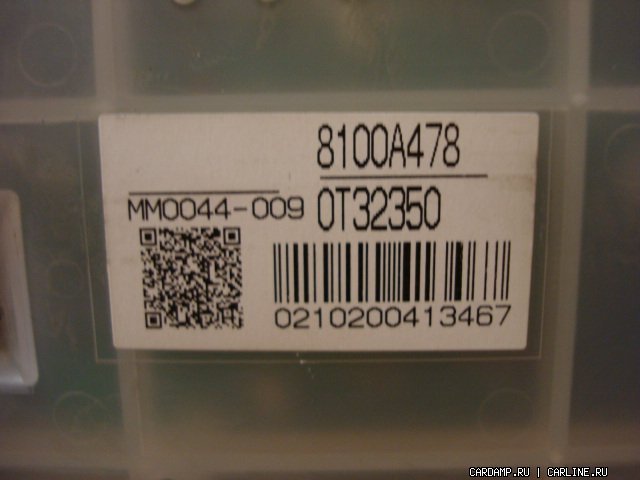 8100A478
MM0044-009
0T32350
0210200413467
CARDAMP.RU | CARLINE.RU